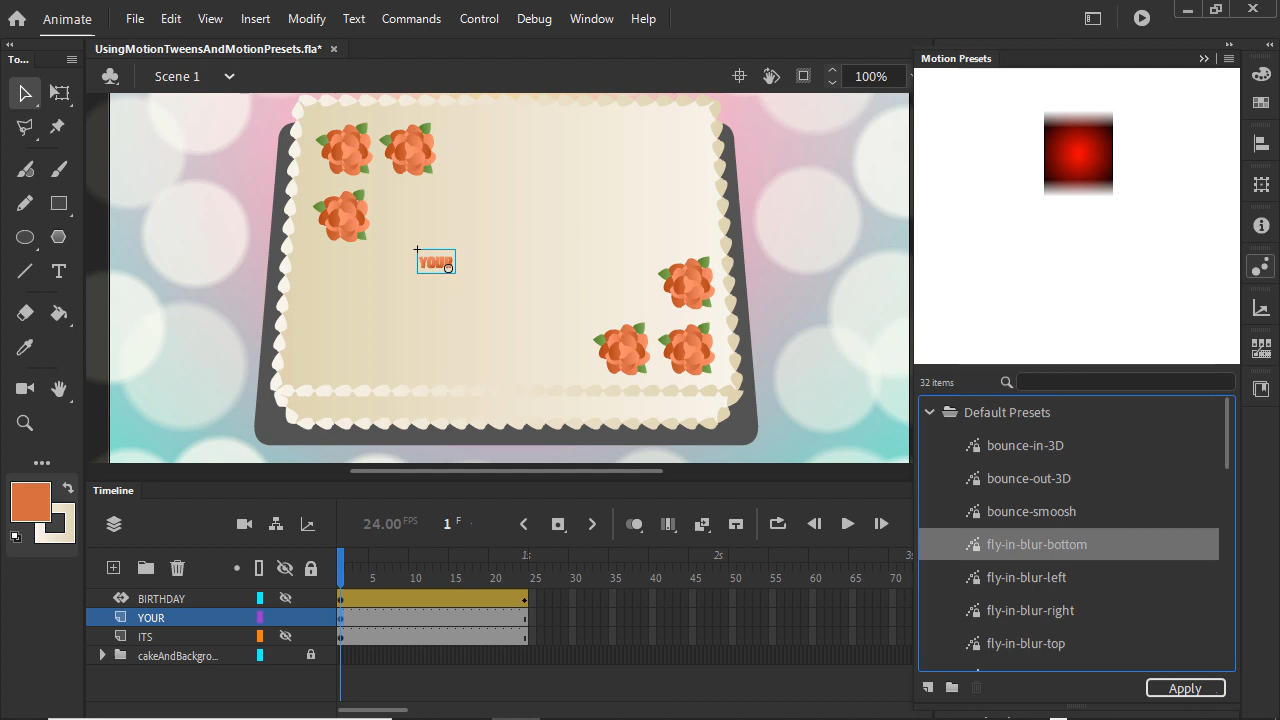 Animate
File Edit View Insert Modify Text Commands Control Debug Window Help
UsingMotionTweensAndMotionPresets.fla*
To...
Scene 1
100%
Motion Presets
YOUR
32 items
Default Presets
bounce-in-3D
bounce-out-3D
bounce-smoosh
fly-in-blur-bottom
fly-in-blur-left
fly-in-blur-right
fly-in-blur-top
Apply
Timeline
24.00 FPS 1 F
1s 2s 3s
5 10 15 20 25 30 35 40 45 50 55 60 65 70
BIRTHDAY
YOUR
ITS
cakeAndBackgro...